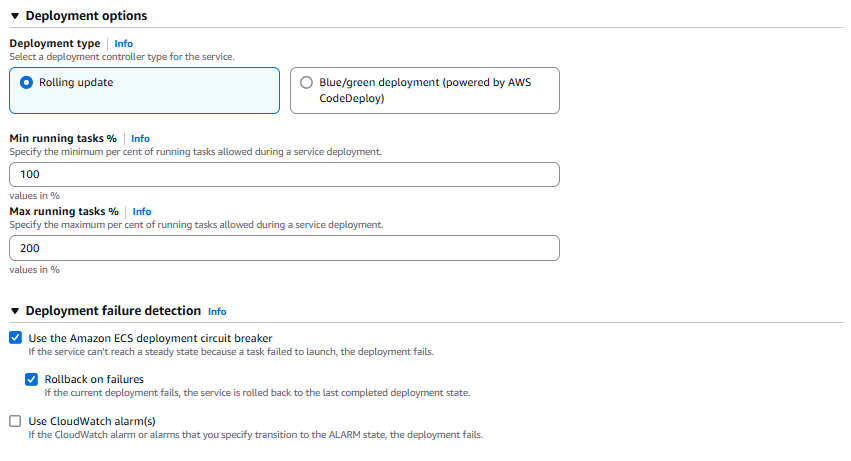 Deployment options
Deployment type Info
Select a deployment controller type for the service.
Rolling update
Blue/green deployment (powered by AWS
CodeDeploy)
Min running tasks % Info
Specify the minimum per cent of running tasks allowed during a service deployment.
100
values in %
Max running tasks % Info
Specify the maximum per cent of running tasks allowed during a service deployment.
200
values in %
Deployment failure detection Info
Use the Amazon ECS deployment circuit breaker
If the service can't reach a steady state because a task failed to launch, the deployment fails.
Rollback on failures
If the current deployment fails, the service is rolled back to the last completed deployment state.
Use CloudWatch alarm(s)
If the CloudWatch alarm or alarms that you specify transition to the ALARM state, the deployment fails.